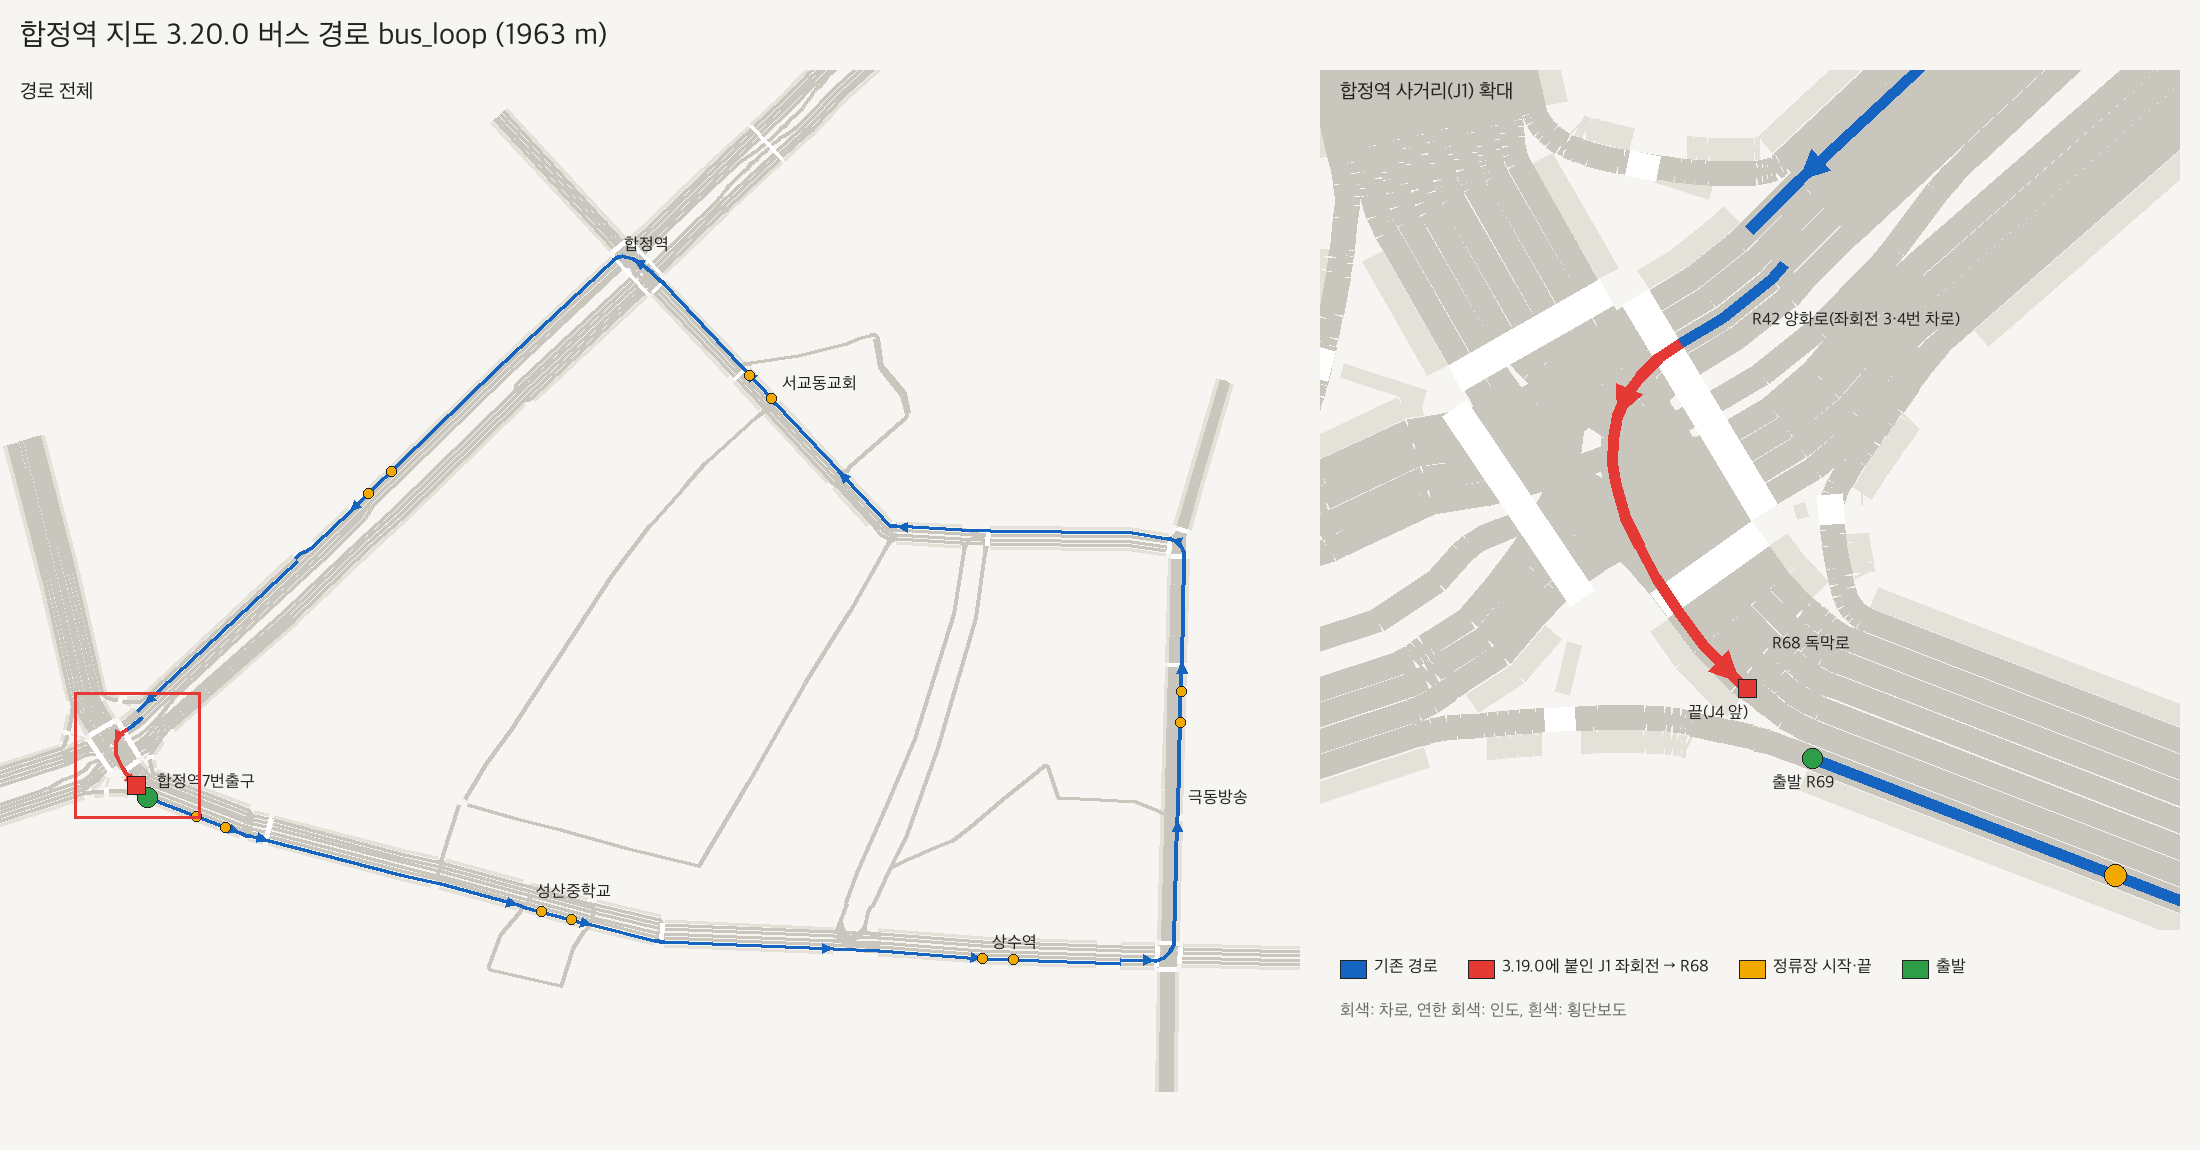 합정역 지도 3.20.0 버스 경로 bus_loop (1963 m)
경로 전체
합정역
서교동교회
합정역7번출구
극동방송
성산중학교
상수역
합정역 사거리(J1) 확대
R42 양화로(좌회전 3·4번 차로)
R68 독막로
끝(J4 앞)
출발 R69
기존 경로
3.19.0에 붙인 J1 좌회전 → R68
정류장 시작·끝
출발
회색: 차로, 연한 회색: 인도, 흰색: 횡단보도